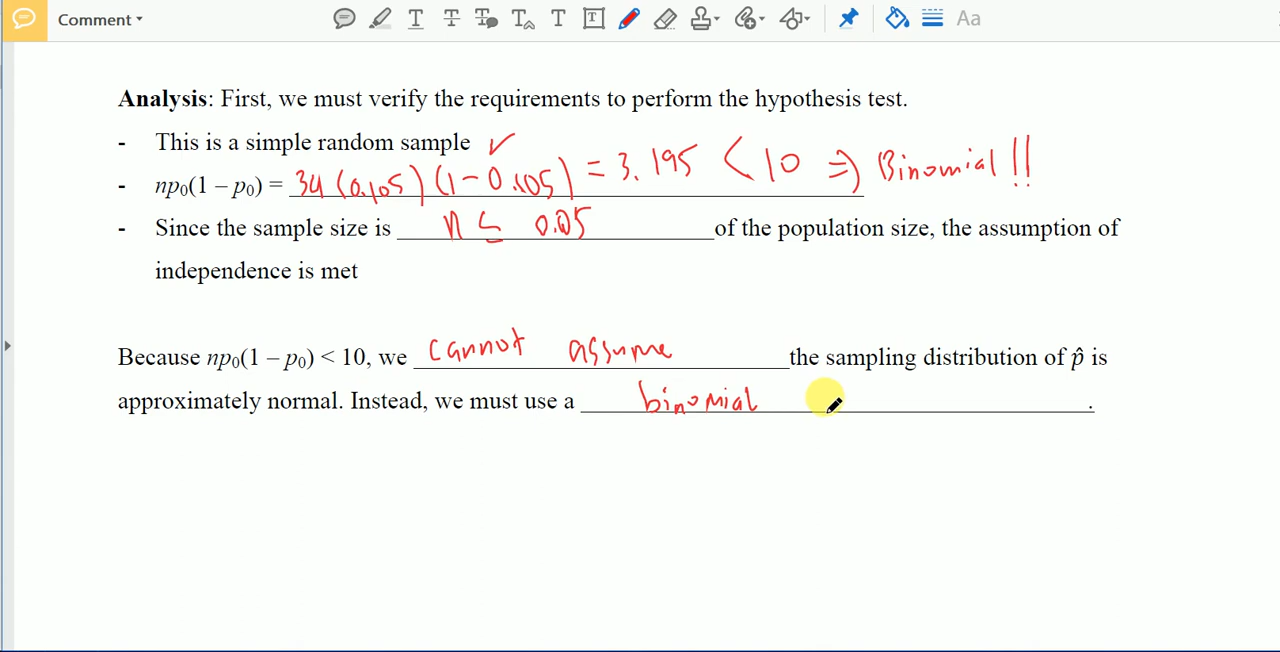 Comment
Aa
Analysis: First, we must verify the requirements to perform the hypothesis test.
- This is a simple random sample ✓
- np₀(1 – p₀) = 34(0.105)(1-0.105) = 3.195 < 10 => Binomial!!
- Since the sample size is n ≤ 0.05 of the population size, the assumption of
independence is met
Because np₀(1 – p₀) < 10, we cannot assume the sampling distribution of p̂ is
approximately normal. Instead, we must use a binomial .